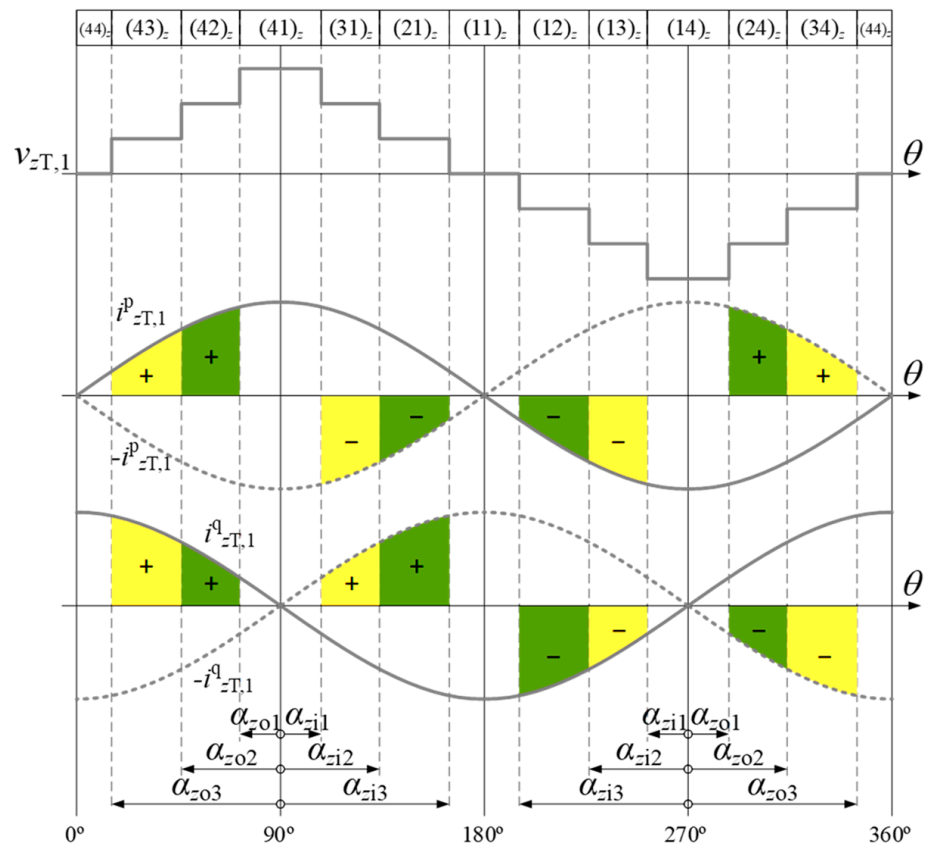 (44)z (43)z (42)z (41)z (31)z (21)z (11)z (12)z (13)z (14)z (24)z (34)z (44)z
vzT,1 θ
ipzT,1
+ + + +
θ
− − − −
-ipzT,1
iqzT,1
+ + + +
θ
− − − −
-iqzT,1
αzo1 αzi1 αzi1 αzo1
αzo2 αzi2 αzi2 αzo2
αzo3 αzi3 αzi3 αzo3
0º 90º 180º 270º 360º